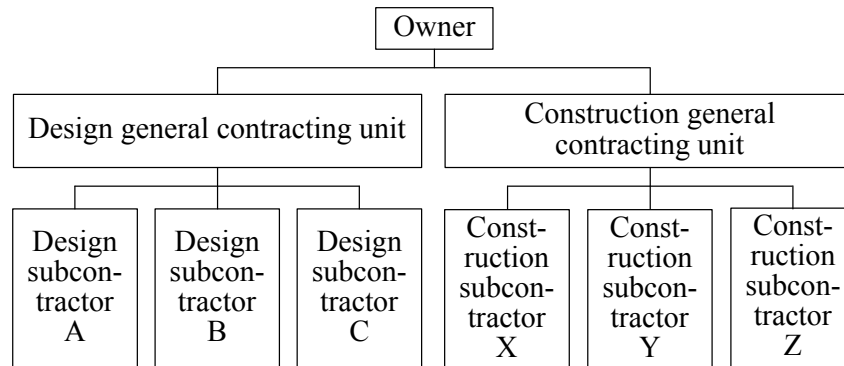 Owner
Design general contracting unit
Construction general
contracting unit
Design
subcon-
tractor
A
Design
subcon-
tractor
B
Design
subcon-
tractor
C
Const-
ruction
subcon-
tractor
X
Const-
ruction
subcon-
tractor
Y
Const-
ruction
subcon-
tractor
Z